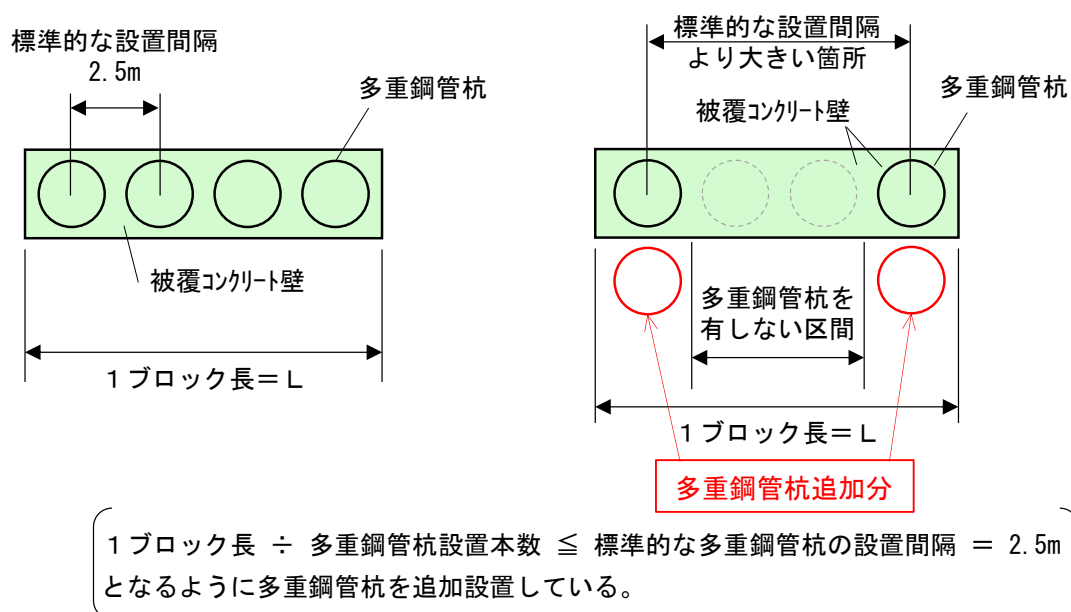 標準的な設置間隔
2.5m
多重鋼管杭
被覆コンクリート壁
1ブロック長=L
標準的な設置間隔
より大きい箇所
多重鋼管杭
被覆コンクリート壁
多重鋼管杭を
有しない区間
1ブロック長=L
多重鋼管杭追加分
1ブロック長 ÷ 多重鋼管杭設置本数 ≦ 標準的な多重鋼管杭の設置間隔 = 2.5m
となるように多重鋼管杭を追加設置している。